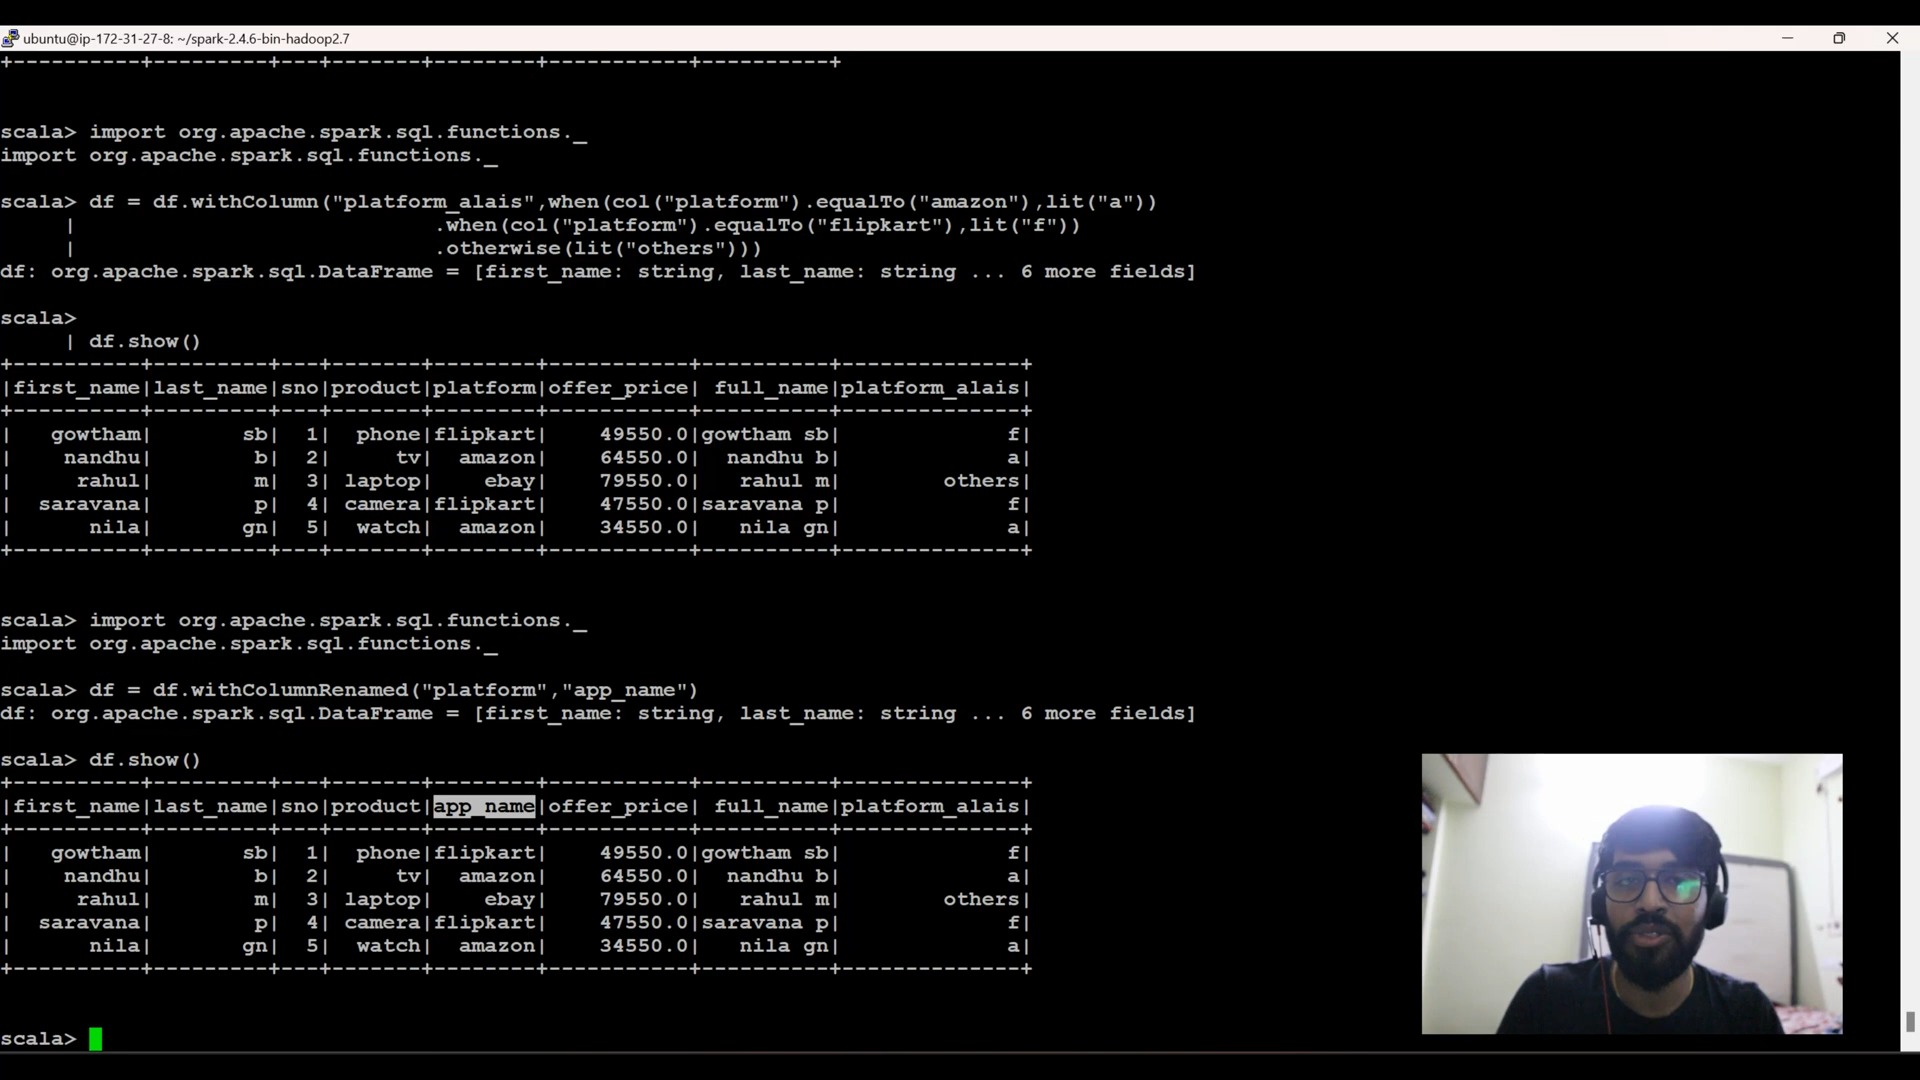 ubuntu@ip-172-31-27-8: ~/spark-2.4.6-bin-hadoop2.7
+----------+---------+---+-------+--------+-----------+----------+
scala> import org.apache.spark.sql.functions._
import org.apache.spark.sql.functions._
scala> df = df.withColumn("platform_alais",when(col("platform").equalTo("amazon"),lit("a"))
     |                            .when(col("platform").equalTo("flipkart"),lit("f"))
     |                            .otherwise(lit("others")))
df: org.apache.spark.sql.DataFrame = [first_name: string, last_name: string ... 6 more fields]
scala>
     | df.show()
+----------+---------+---+-------+--------+-----------+----------+--------------+
|first_name|last_name|sno|product|platform|offer_price| full_name|platform_alais|
+----------+---------+---+-------+--------+-----------+----------+--------------+
|   gowtham|       sb|  1|  phone|flipkart|    49550.0|gowtham sb|             f|
|    nandhu|        b|  2|     tv|  amazon|    64550.0|  nandhu b|             a|
|     rahul|        m|  3| laptop|    ebay|    79550.0|   rahul m|        others|
|  saravana|        p|  4| camera|flipkart|    47550.0|saravana p|             f|
|      nila|       gn|  5|  watch|  amazon|    34550.0|   nila gn|             a|
+----------+---------+---+-------+--------+-----------+----------+--------------+
scala> import org.apache.spark.sql.functions._
import org.apache.spark.sql.functions._
scala> df = df.withColumnRenamed("platform","app_name")
df: org.apache.spark.sql.DataFrame = [first_name: string, last_name: string ... 6 more fields]
scala> df.show()
+----------+---------+---+-------+--------+-----------+----------+--------------+
|first_name|last_name|sno|product|app_name|offer_price| full_name|platform_alais|
+----------+---------+---+-------+--------+-----------+----------+--------------+
|   gowtham|       sb|  1|  phone|flipkart|    49550.0|gowtham sb|             f|
|    nandhu|        b|  2|     tv|  amazon|    64550.0|  nandhu b|             a|
|     rahul|        m|  3| laptop|    ebay|    79550.0|   rahul m|        others|
|  saravana|        p|  4| camera|flipkart|    47550.0|saravana p|             f|
|      nila|       gn|  5|  watch|  amazon|    34550.0|   nila gn|             a|
+----------+---------+---+-------+--------+-----------+----------+--------------+
scala>